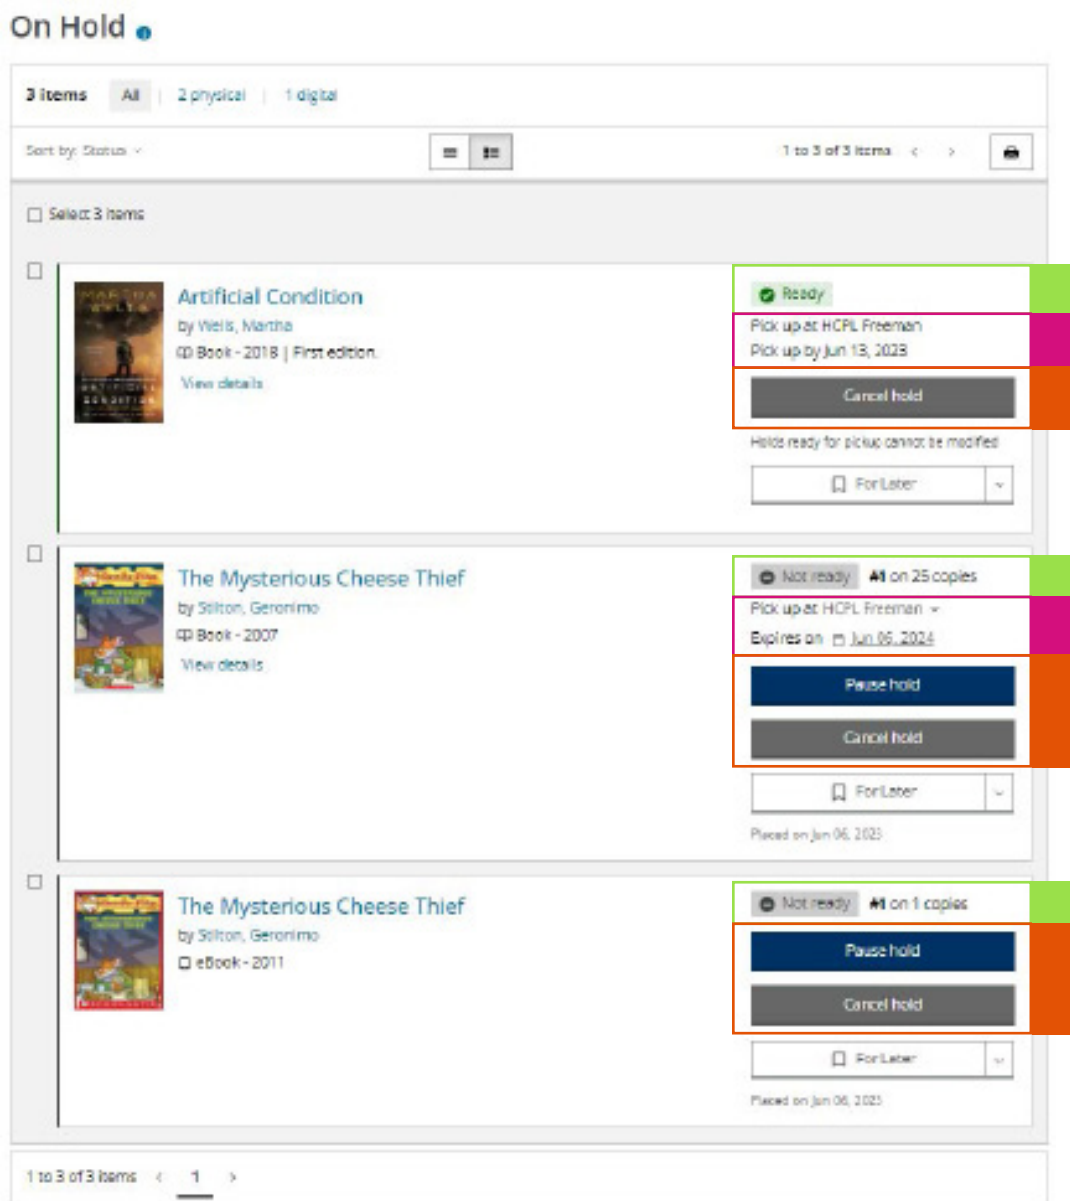 On Hold
3 items All | 2 physical | 1 digital
Sort by: Status
1 to 3 of 3 items
Select 3 items
Artificial Condition
by Wells, Martha
Book - 2018 | First edition.
View details
MARTHA
WELLS
ARTIFICIAL
CONDITION
Ready
Pick up at HCPL Freeman
Pick up by Jun 13, 2023
Cancel hold
Holds ready for pickup cannot be modified
For Later
The Mysterious Cheese Thief
by Stilton, Geronimo
Book - 2007
View details
Not ready #1 on 25 copies
Pick up at HCPL Freeman
Expires on Jun 06, 2024
Pause hold
Cancel hold
For Later
Placed on Jun 06, 2023
The Mysterious Cheese Thief
by Stilton, Geronimo
eBook - 2011
Not ready #1 on 1 copies
Pause hold
Cancel hold
For Later
Placed on Jun 06, 2023
1 to 3 of 3 items < 1 >